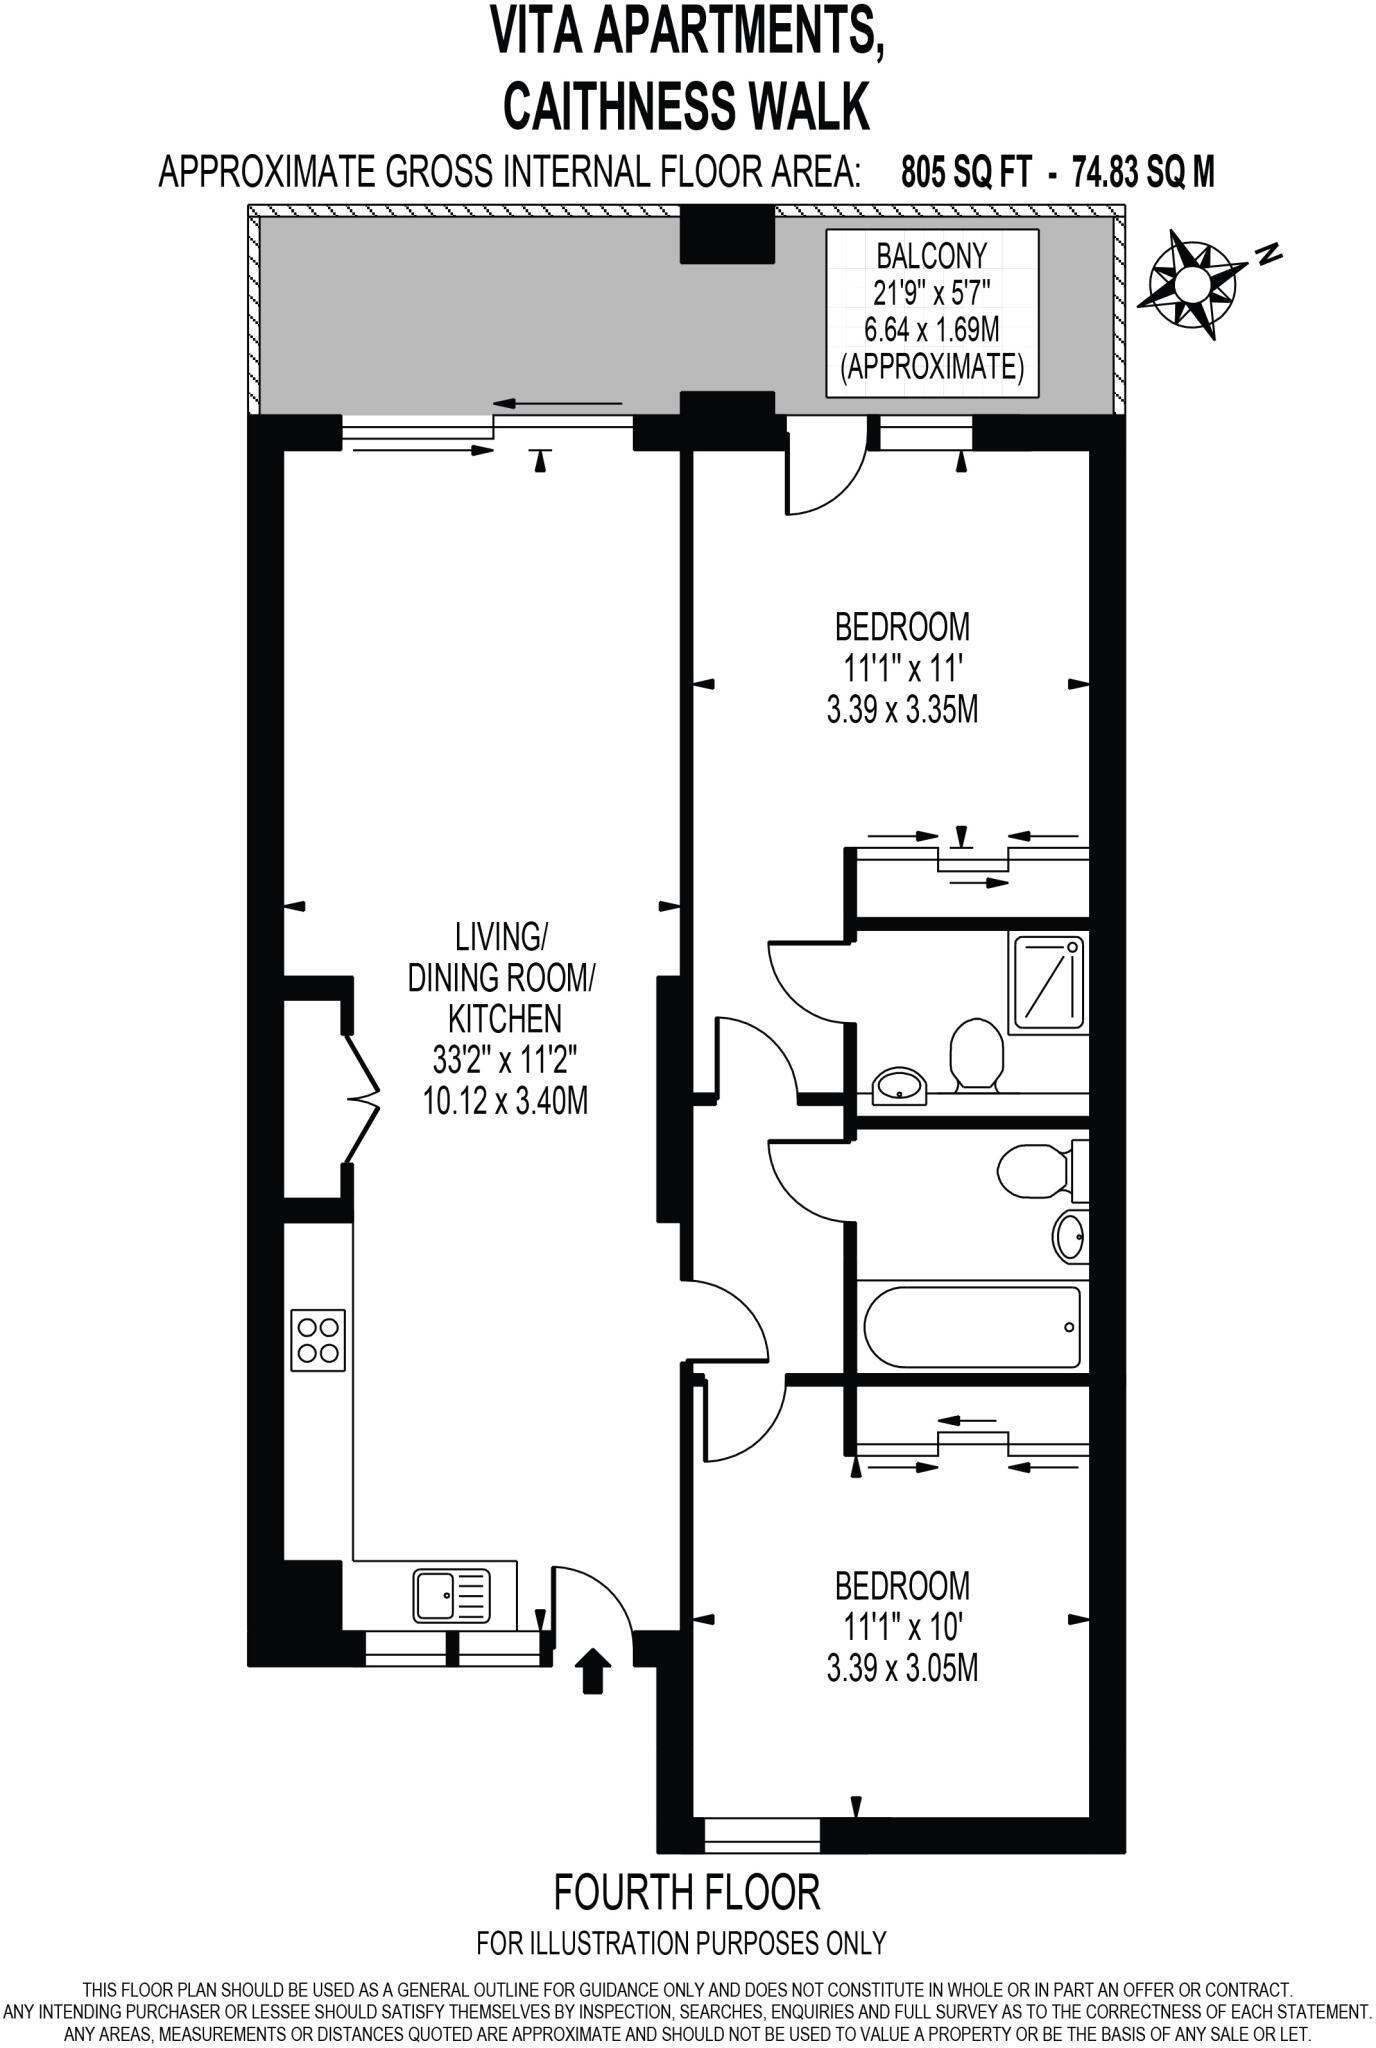 VITA APARTMENTS,
CAITHNESS WALK
APPROXIMATE GROSS INTERNAL FLOOR AREA: 805 SQ FT - 74.83 SQ M
N
BALCONY
21'9" x 5'7"
6.64 x 1.69M
(APPROXIMATE)
BEDROOM
11'1" x 11'
3.39 x 3.35M
LIVING/
DINING ROOM/
KITCHEN
33'2" x 11'2"
10.12 x 3.40M
BEDROOM
11'1" x 10'
3.39 x 3.05M
FOURTH FLOOR
FOR ILLUSTRATION PURPOSES ONLY
THIS FLOOR PLAN SHOULD BE USED AS A GENERAL OUTLINE FOR GUIDANCE ONLY AND DOES NOT CONSTITUTE IN WHOLE OR IN PART AN OFFER OR CONTRACT.
ANY INTENDING PURCHASER OR LESSEE SHOULD SATISFY THEMSELVES BY INSPECTION, SEARCHES, ENQUIRIES AND FULL SURVEY AS TO THE CORRECTNESS OF EACH STATEMENT.
ANY AREAS, MEASUREMENTS OR DISTANCES QUOTED ARE APPROXIMATE AND SHOULD NOT BE USED TO VALUE A PROPERTY OR BE THE BASIS OF ANY SALE OR LET.